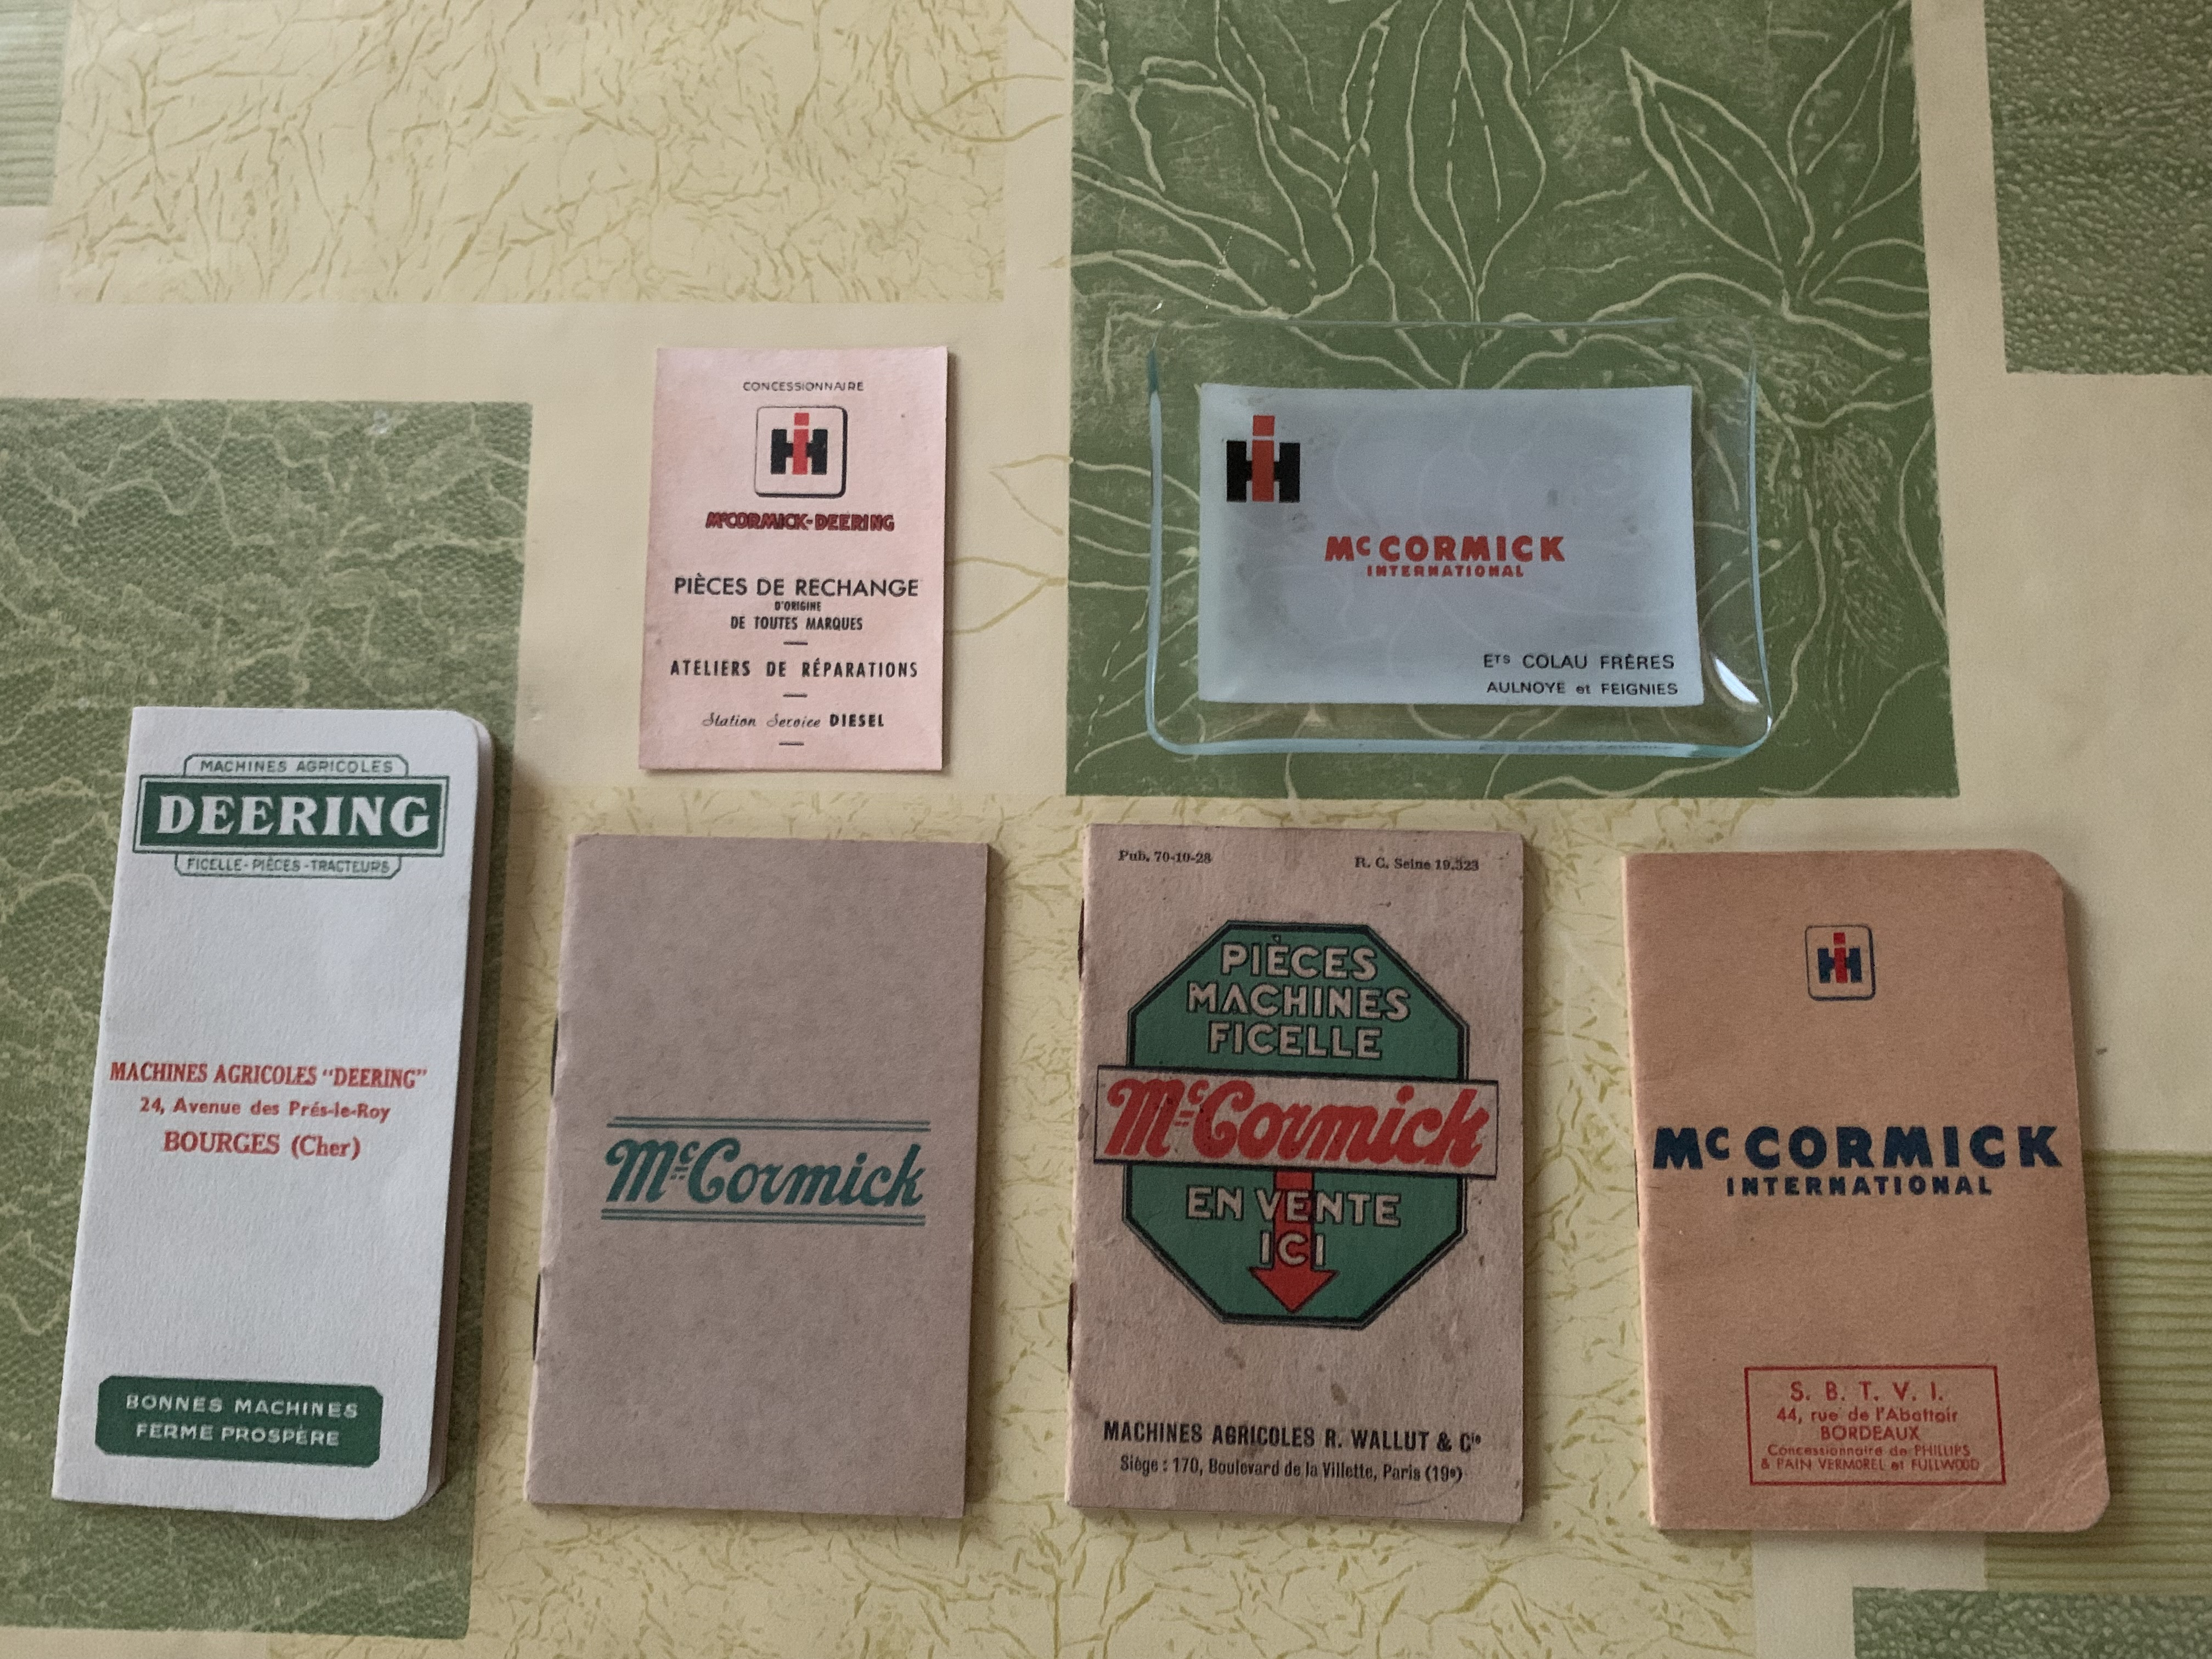 CONCESSIONNAIRE
IH
McCORMICK-DEERING
PIÈCES DE RECHANGE
D'ORIGINE
DE TOUTES MARQUES
ATELIERS DE RÉPARATIONS
Station Service DIESEL
IH
McCORMICK
INTERNATIONAL
Ets COLAU FRÈRES
AULNOYE et FEIGNIES
MACHINES AGRICOLES
DEERING
FICELLE-PIÈCES-TRACTEURS
MACHINES AGRICOLES "DEERING"
24, Avenue des Prés-le-Roy
BOURGES (Cher)
BONNES MACHINES
FERME PROSPÈRE
McCormick
Pub. 70-10-28
R. C. Seine 19.323
PIÈCES
MACHINES
FICELLE
McCormick
EN VENTE
ICI
MACHINES AGRICOLES R. WALLUT & Cie
Siège : 170, Boulevard de la Villette, Paris (19e)
IH
McCORMICK
INTERNATIONAL
S. B. T. V. I.
44, rue de l'Abattoir
BORDEAUX
Concessionnaire de PHILLIPS
& PAIN VERMOREL et FULLWOOD